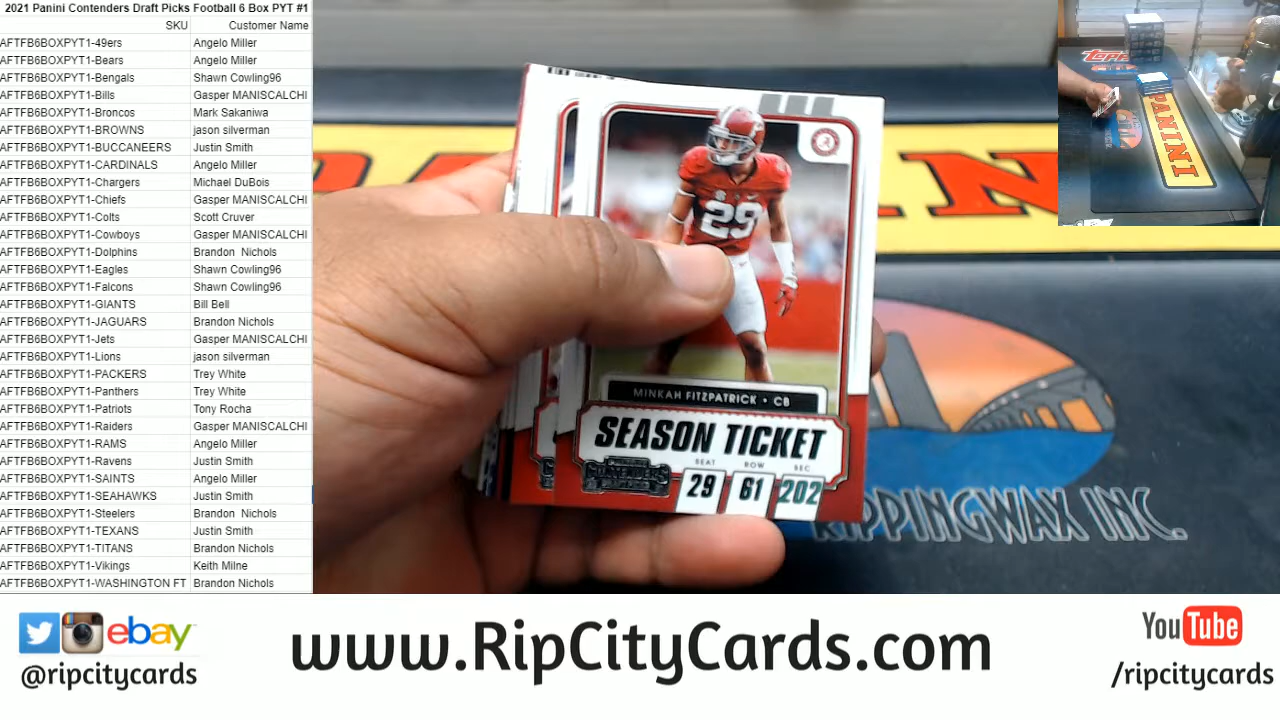 2021 Panini Contenders Draft Picks Football 6 Box PYT #1
SKU Customer Name
AFTFB6BOXPYT1-49ers Angelo Miller
AFTFB6BOXPYT1-Bears Angelo Miller
AFTFB6BOXPYT1-Bengals Shawn Cowling96
AFTFB6BOXPYT1-Bills Gasper MANISCALCHI
AFTFB6BOXPYT1-Broncos Mark Sakaniwa
AFTFB6BOXPYT1-BROWNS jason silverman
AFTFB6BOXPYT1-BUCCANEERS Justin Smith
AFTFB6BOXPYT1-CARDINALS Angelo Miller
AFTFB6BOXPYT1-Chargers Michael DuBois
AFTFB6BOXPYT1-Chiefs Gasper MANISCALCHI
AFTFB6BOXPYT1-Colts Scott Cruver
AFTFB6BOXPYT1-Cowboys Gasper MANISCALCHI
AFTFB6BOXPYT1-Dolphins Brandon Nichols
AFTFB6BOXPYT1-Eagles Shawn Cowling96
AFTFB6BOXPYT1-Falcons Shawn Cowling96
AFTFB6BOXPYT1-GIANTS Bill Bell
AFTFB6BOXPYT1-JAGUARS Brandon Nichols
AFTFB6BOXPYT1-Jets Gasper MANISCALCHI
AFTFB6BOXPYT1-Lions jason silverman
AFTFB6BOXPYT1-PACKERS Trey White
AFTFB6BOXPYT1-Panthers Trey White
AFTFB6BOXPYT1-Patriots Tony Rocha
AFTFB6BOXPYT1-Raiders Gasper MANISCALCHI
AFTFB6BOXPYT1-RAMS Angelo Miller
AFTFB6BOXPYT1-Ravens Justin Smith
AFTFB6BOXPYT1-SAINTS Angelo Miller
AFTFB6BOXPYT1-SEAHAWKS Justin Smith
AFTFB6BOXPYT1-Steelers Brandon Nichols
AFTFB6BOXPYT1-TEXANS Justin Smith
AFTFB6BOXPYT1-TITANS Brandon Nichols
AFTFB6BOXPYT1-Vikings Keith Milne
AFTFB6BOXPYT1-WASHINGTON FT Brandon Nichols
29
MINKAH FITZPATRICK • CB
SEASON TICKET
SEAT ROW SEC
29 61 202
RIPPINGWAX INC.
TOPPS
PANINI
ebay
@ripcitycards
www.RipCityCards.com
YouTube
/ripcitycards